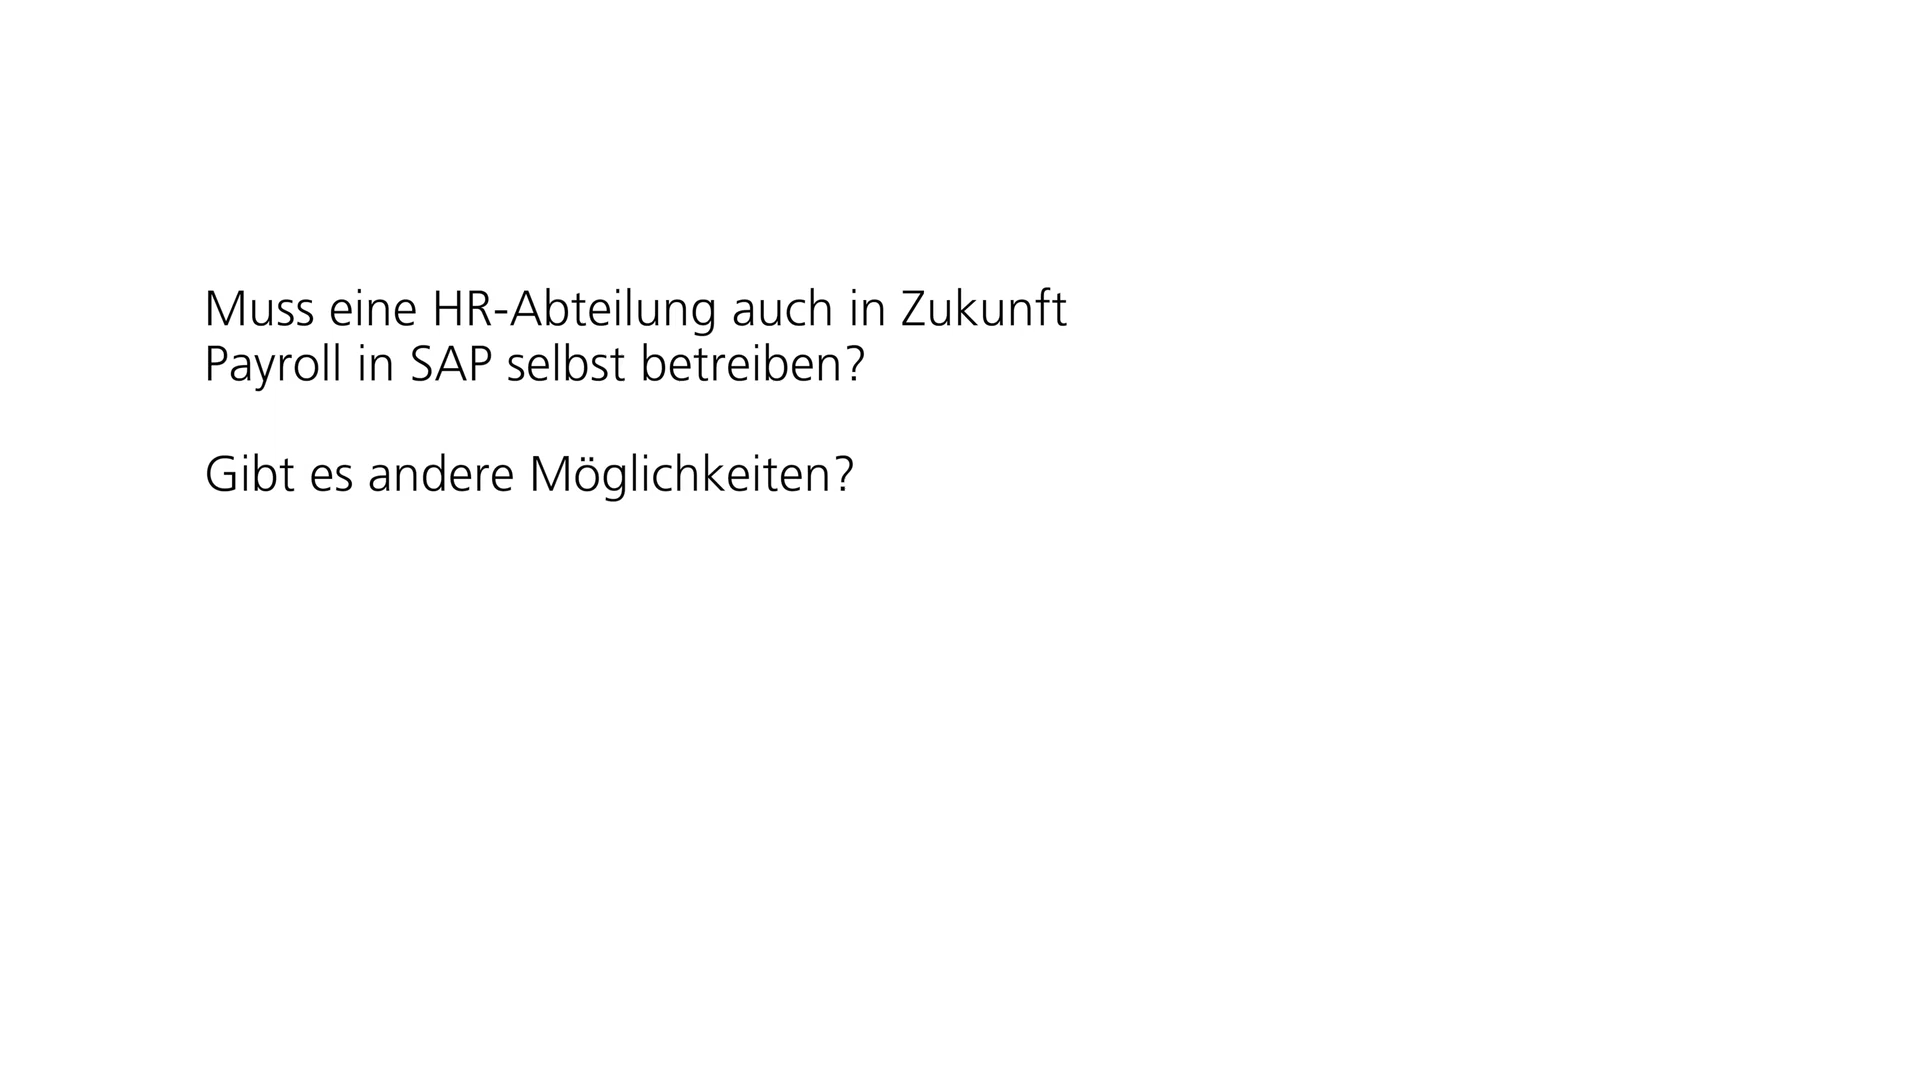 Muss eine HR-Abteilung auch in Zukunft
Payroll in SAP selbst betreiben?
Gibt es andere Möglichkeiten?